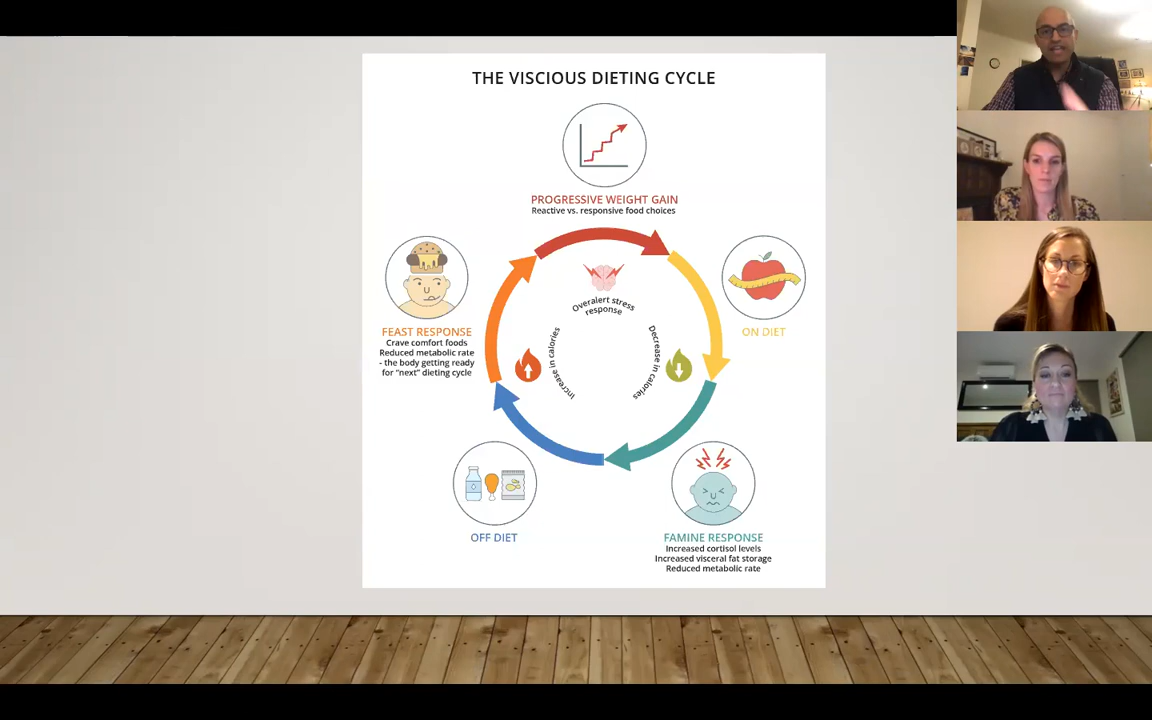 THE VISCIOUS DIETING CYCLE
PROGRESSIVE WEIGHT GAIN
Reactive vs. responsive food choices
Overalert stress
response
FEAST RESPONSE
Crave comfort foods
Reduced metabolic rate
- the body getting ready
for "next" dieting cycle
ON DIET
Increase in calories
Decrease in calories
OFF DIET
FAMINE RESPONSE
Increased cortisol levels
Increased visceral fat storage
Reduced metabolic rate